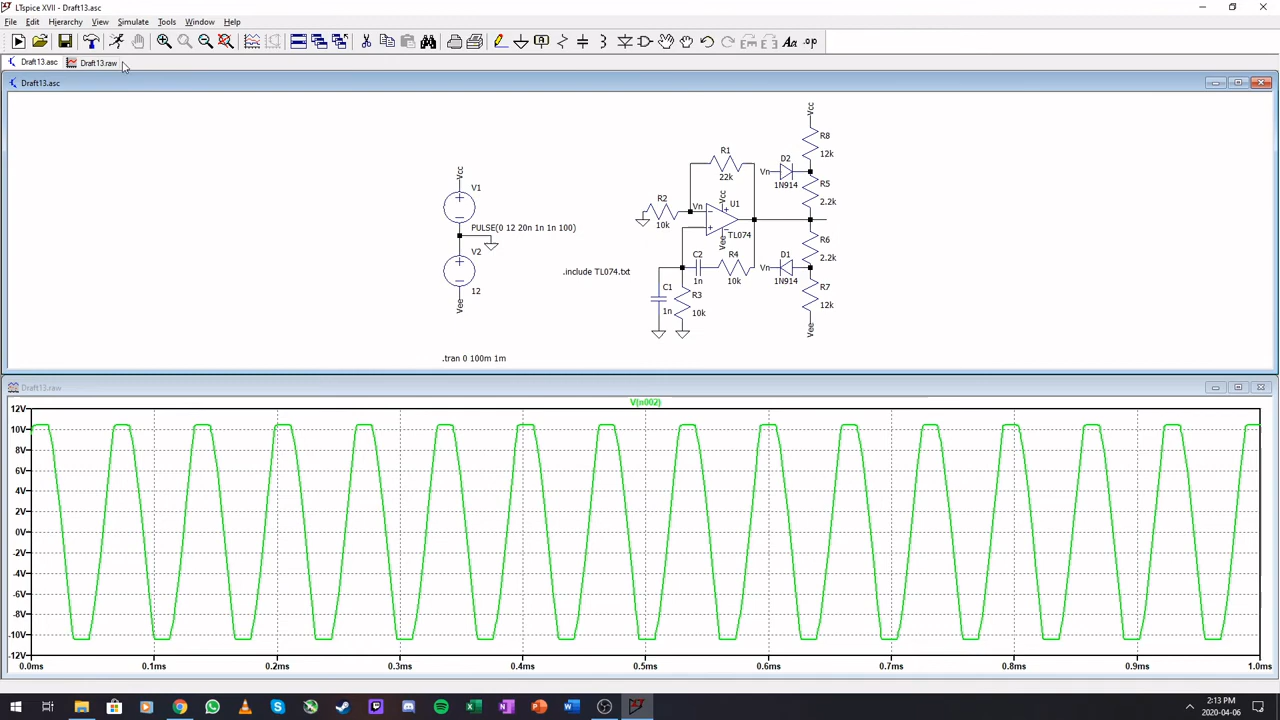 LTspice XVII - Draft13.asc
File Edit Hierarchy View Simulate Tools Window Help
Draft13.asc Draft13.raw
Draft13.asc
Vcc
V1
PULSE(0 12 20n 1n 1n 100)
V2
12
Vee
.tran 0 100m 1m
.include TL074.txt
Vcc
R8
12k
R1
22k
D2
Vn
1N914
R5
2.2k
R2
10k
Vn
Vcc
U1
TL074
Vee
R6
2.2k
C2
1n
R4
10k
D1
Vn
1N914
C1
1n
R3
10k
R7
12k
Vee
Draft13.raw
V(n002)
12V
10V
8V
6V
4V
2V
0V
-2V
-4V
-6V
-8V
-10V
-12V
0.0ms 0.1ms 0.2ms 0.3ms 0.4ms 0.5ms 0.6ms 0.7ms 0.8ms 0.9ms 1.0ms
2:13 PM
2020-04-06